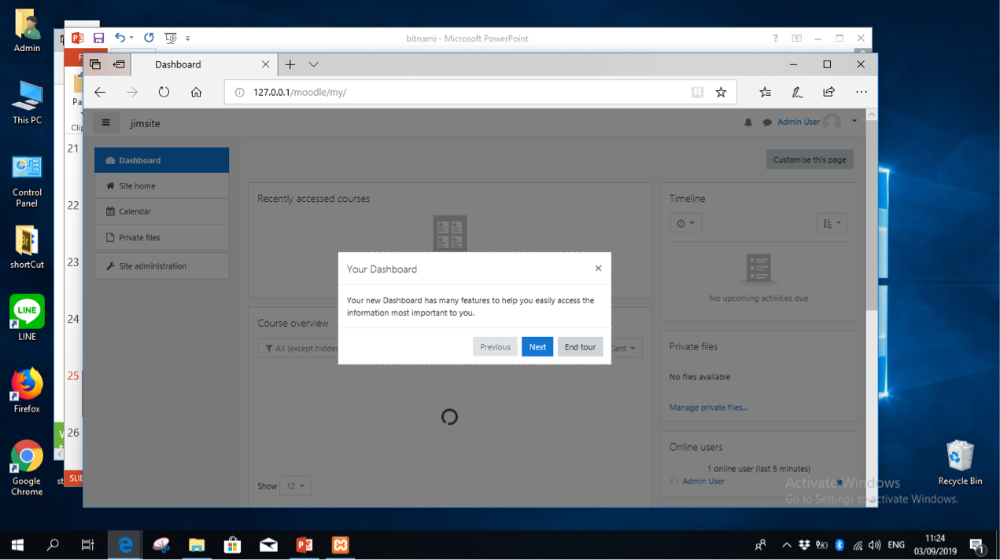 Admin
This PC
Control
Panel
shortCut
LINE
LINE
Firefox
Google
Chrome
Recycle Bin
bitnami - Microsoft PowerPoint
?
21
22
23
24
25
26
Dashboard
127.0.0.1/moodle/my/
jimsite
Admin User
Dashboard
Site home
Calendar
Private files
Site administration
Customise this page
Recently accessed courses
Timeline
No upcoming activities due
Your Dashboard
Your new Dashboard has many features to help you easily access the
information most important to you.
Previous Next End tour
Course overview
Show 12
Private files
No files available
Manage private files...
Online users
1 online user (last 5 minutes)
Admin User
Activate Windows
Go to Settings to activate Windows.
ENG
11:24
03/09/2019
1